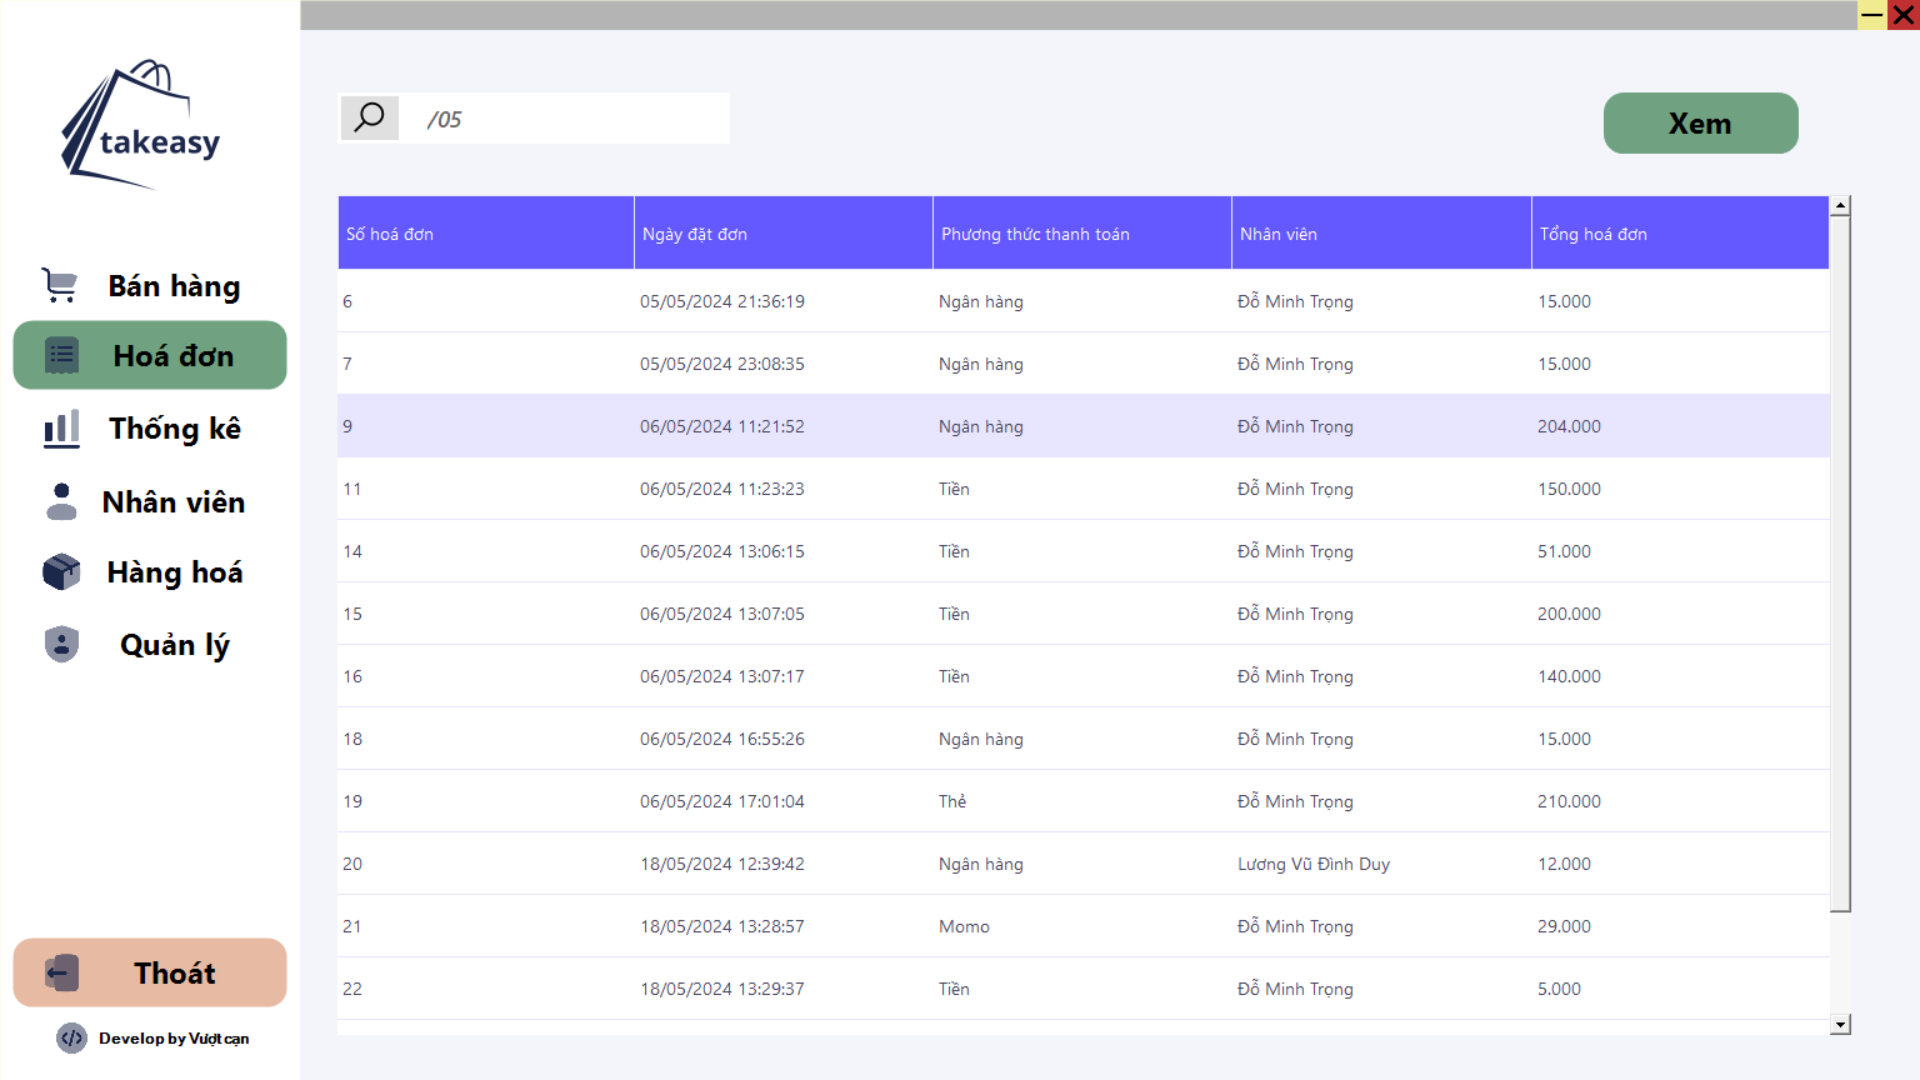 takeasy
Bán hàng
Hoá đơn
Thống kê
Nhân viên
Hàng hoá
Quản lý
Thoát
Develop by Vượt cạn
/05
Xem
Số hoá đơn Ngày đặt đơn Phương thức thanh toán Nhân viên Tổng hoá đơn
6 05/05/2024 21:36:19 Ngân hàng Đỗ Minh Trọng 15.000
7 05/05/2024 23:08:35 Ngân hàng Đỗ Minh Trọng 15.000
9 06/05/2024 11:21:52 Ngân hàng Đỗ Minh Trọng 204.000
11 06/05/2024 11:23:23 Tiền Đỗ Minh Trọng 150.000
14 06/05/2024 13:06:15 Tiền Đỗ Minh Trọng 51.000
15 06/05/2024 13:07:05 Tiền Đỗ Minh Trọng 200.000
16 06/05/2024 13:07:17 Tiền Đỗ Minh Trọng 140.000
18 06/05/2024 16:55:26 Ngân hàng Đỗ Minh Trọng 15.000
19 06/05/2024 17:01:04 Thẻ Đỗ Minh Trọng 210.000
20 18/05/2024 12:39:42 Ngân hàng Lương Vũ Đình Duy 12.000
21 18/05/2024 13:28:57 Momo Đỗ Minh Trọng 29.000
22 18/05/2024 13:29:37 Tiền Đỗ Minh Trọng 5.000